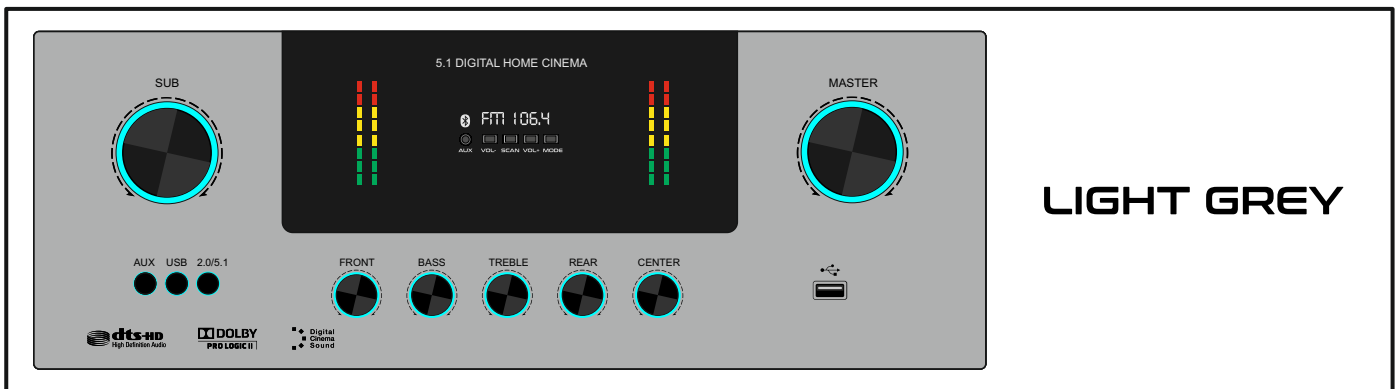 5.1 DIGITAL HOME CINEMA
SUB
MASTER
FM 106.4
AUX VOL- SCAN VOL+ MODE
LIGHT GREY
AUX USB 2.0/5.1
FRONT BASS TREBLE REAR CENTER
dts-HD
High Definition Audio
DOLBY
PRO LOGIC II
Digital
Cinema
Sound